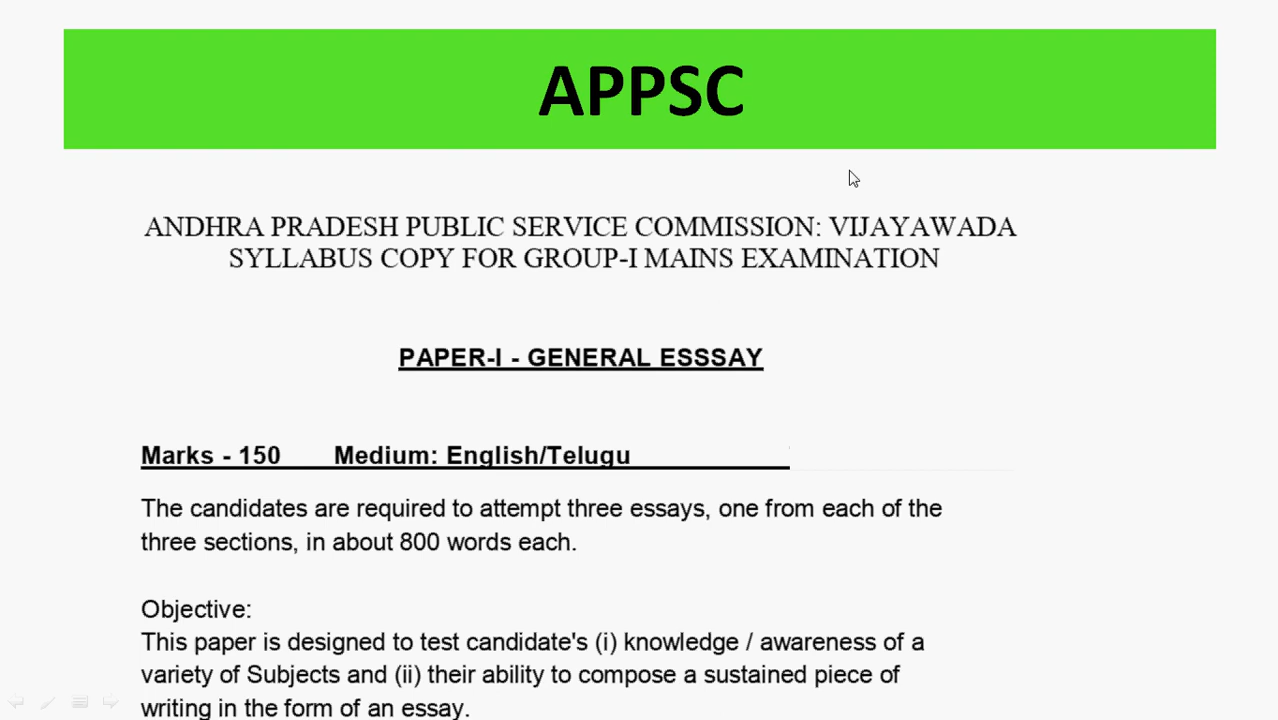 APPSC
ANDHRA PRADESH PUBLIC SERVICE COMMISSION: VIJAYAWADA
SYLLABUS COPY FOR GROUP-I MAINS EXAMINATION
PAPER-I - GENERAL ESSSAY
Marks - 150 Medium: English/Telugu
The candidates are required to attempt three essays, one from each of the
three sections, in about 800 words each.
Objective:
This paper is designed to test candidate's (i) knowledge / awareness of a
variety of Subjects and (ii) their ability to compose a sustained piece of
writing in the form of an essay.